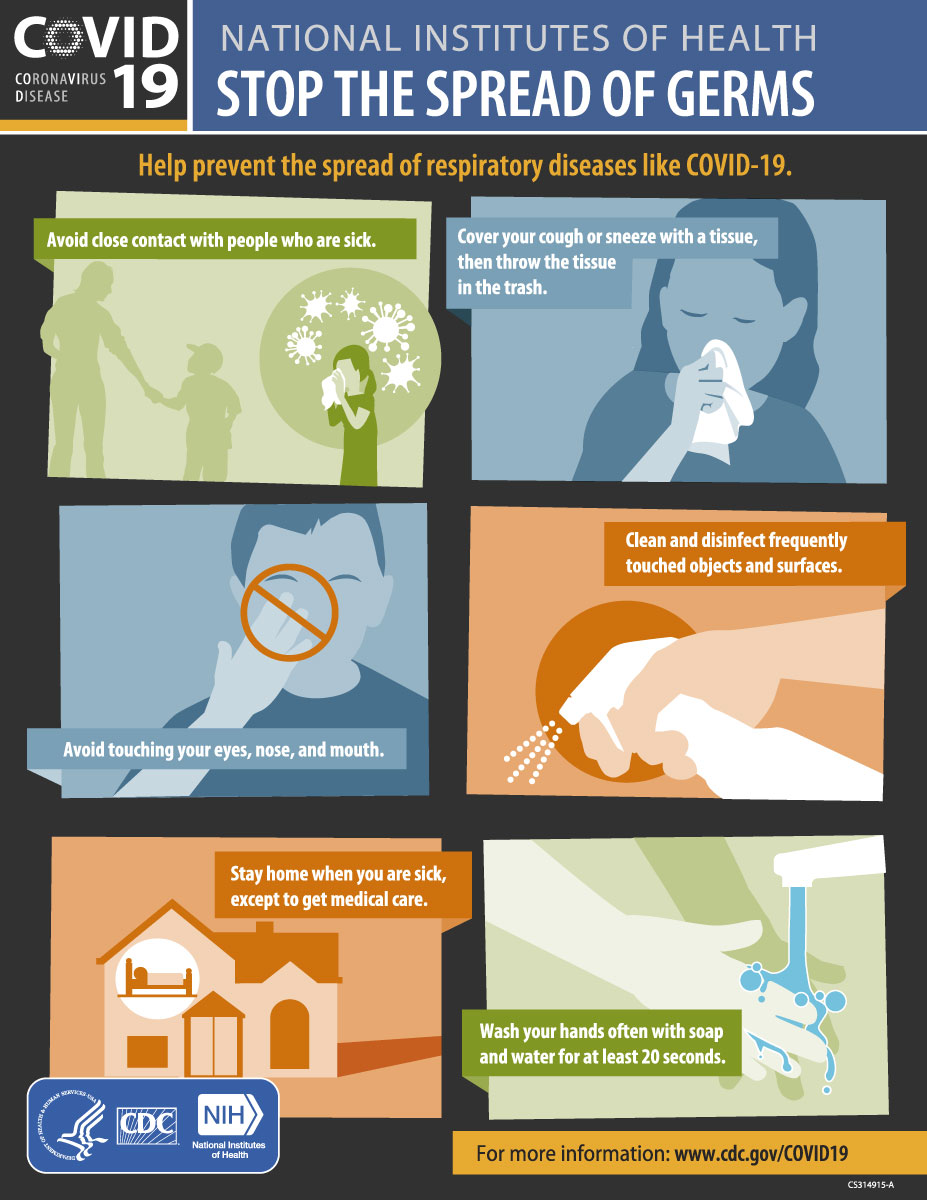 COVID
CORONAVIRUS
DISEASE
19
NATIONAL INSTITUTES OF HEALTH
STOP THE SPREAD OF GERMS
Help prevent the spread of respiratory diseases like COVID-19.
Avoid close contact with people who are sick.
Cover your cough or sneeze with a tissue,
then throw the tissue
in the trash.
Avoid touching your eyes, nose, and mouth.
Clean and disinfect frequently
touched objects and surfaces.
Stay home when you are sick,
except to get medical care.
Wash your hands often with soap
and water for at least 20 seconds.
DEPARTMENT OF HEALTH & HUMAN SERVICES·USA
CDC
NIH
National Institutes
of Health
For more information: www.cdc.gov/COVID19
CS314915-A